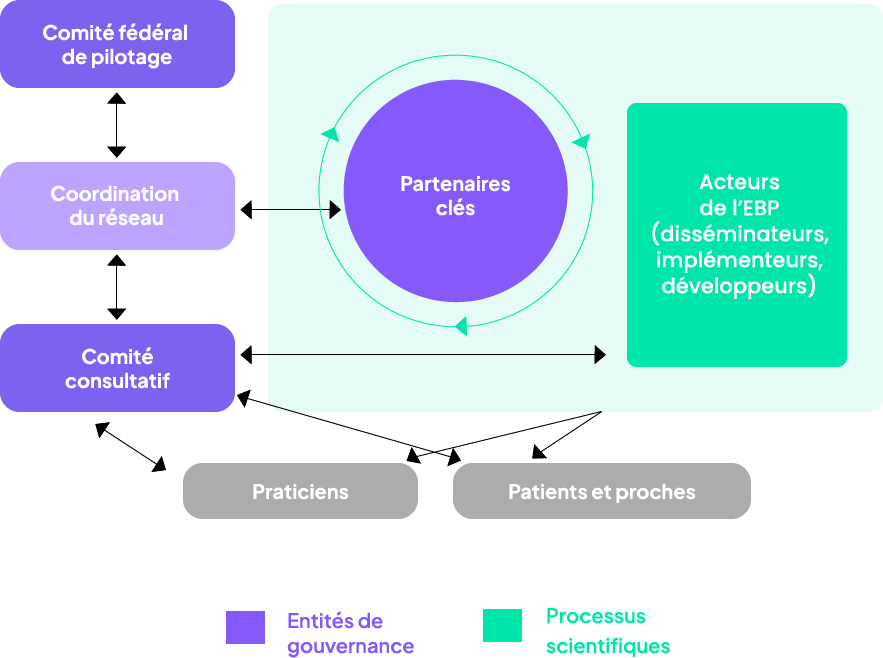 Comité fédéral
de pilotage
Coordination
du réseau
Comité
consultatif
Partenaires
clés
Acteurs
de l'EBP
(disséminateurs,
implémenteurs,
développeurs)
Praticiens
Patients et proches
Entités de
gouvernance
Processus
scientifiques